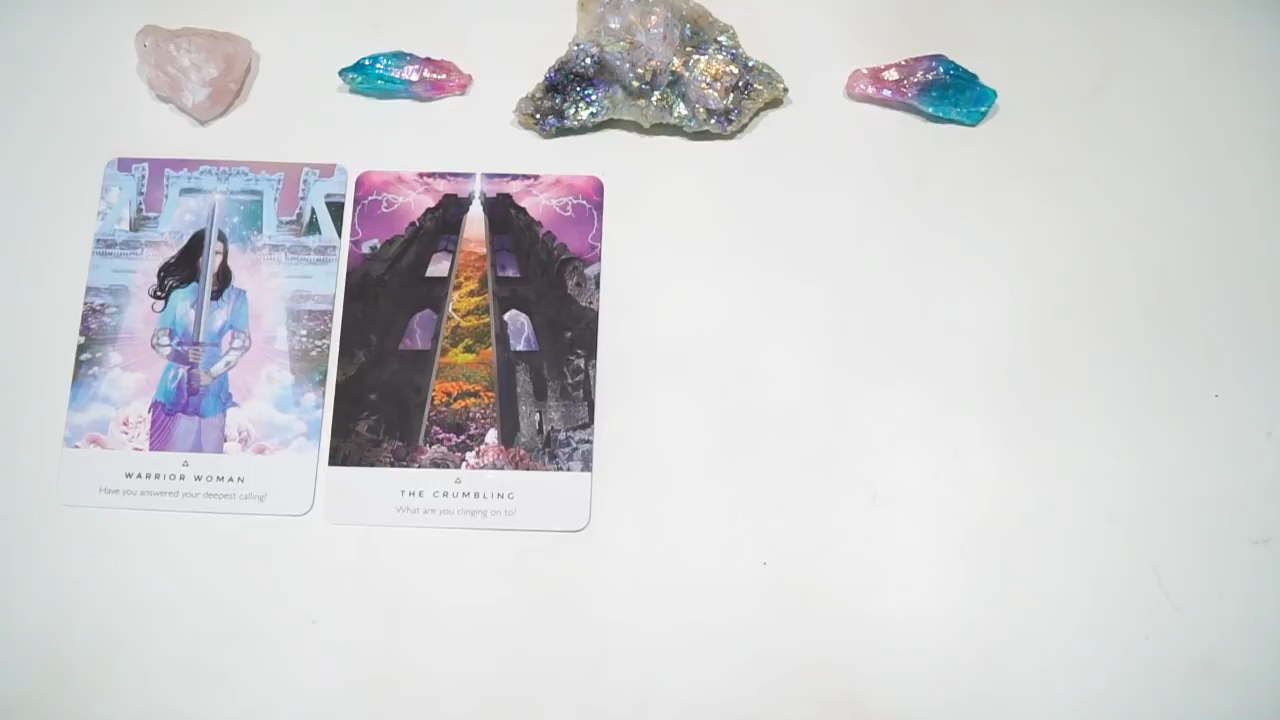 WARRIOR WOMAN
Have you answered your deepest calling?
THE CRUMBLING
What are you clinging on to?